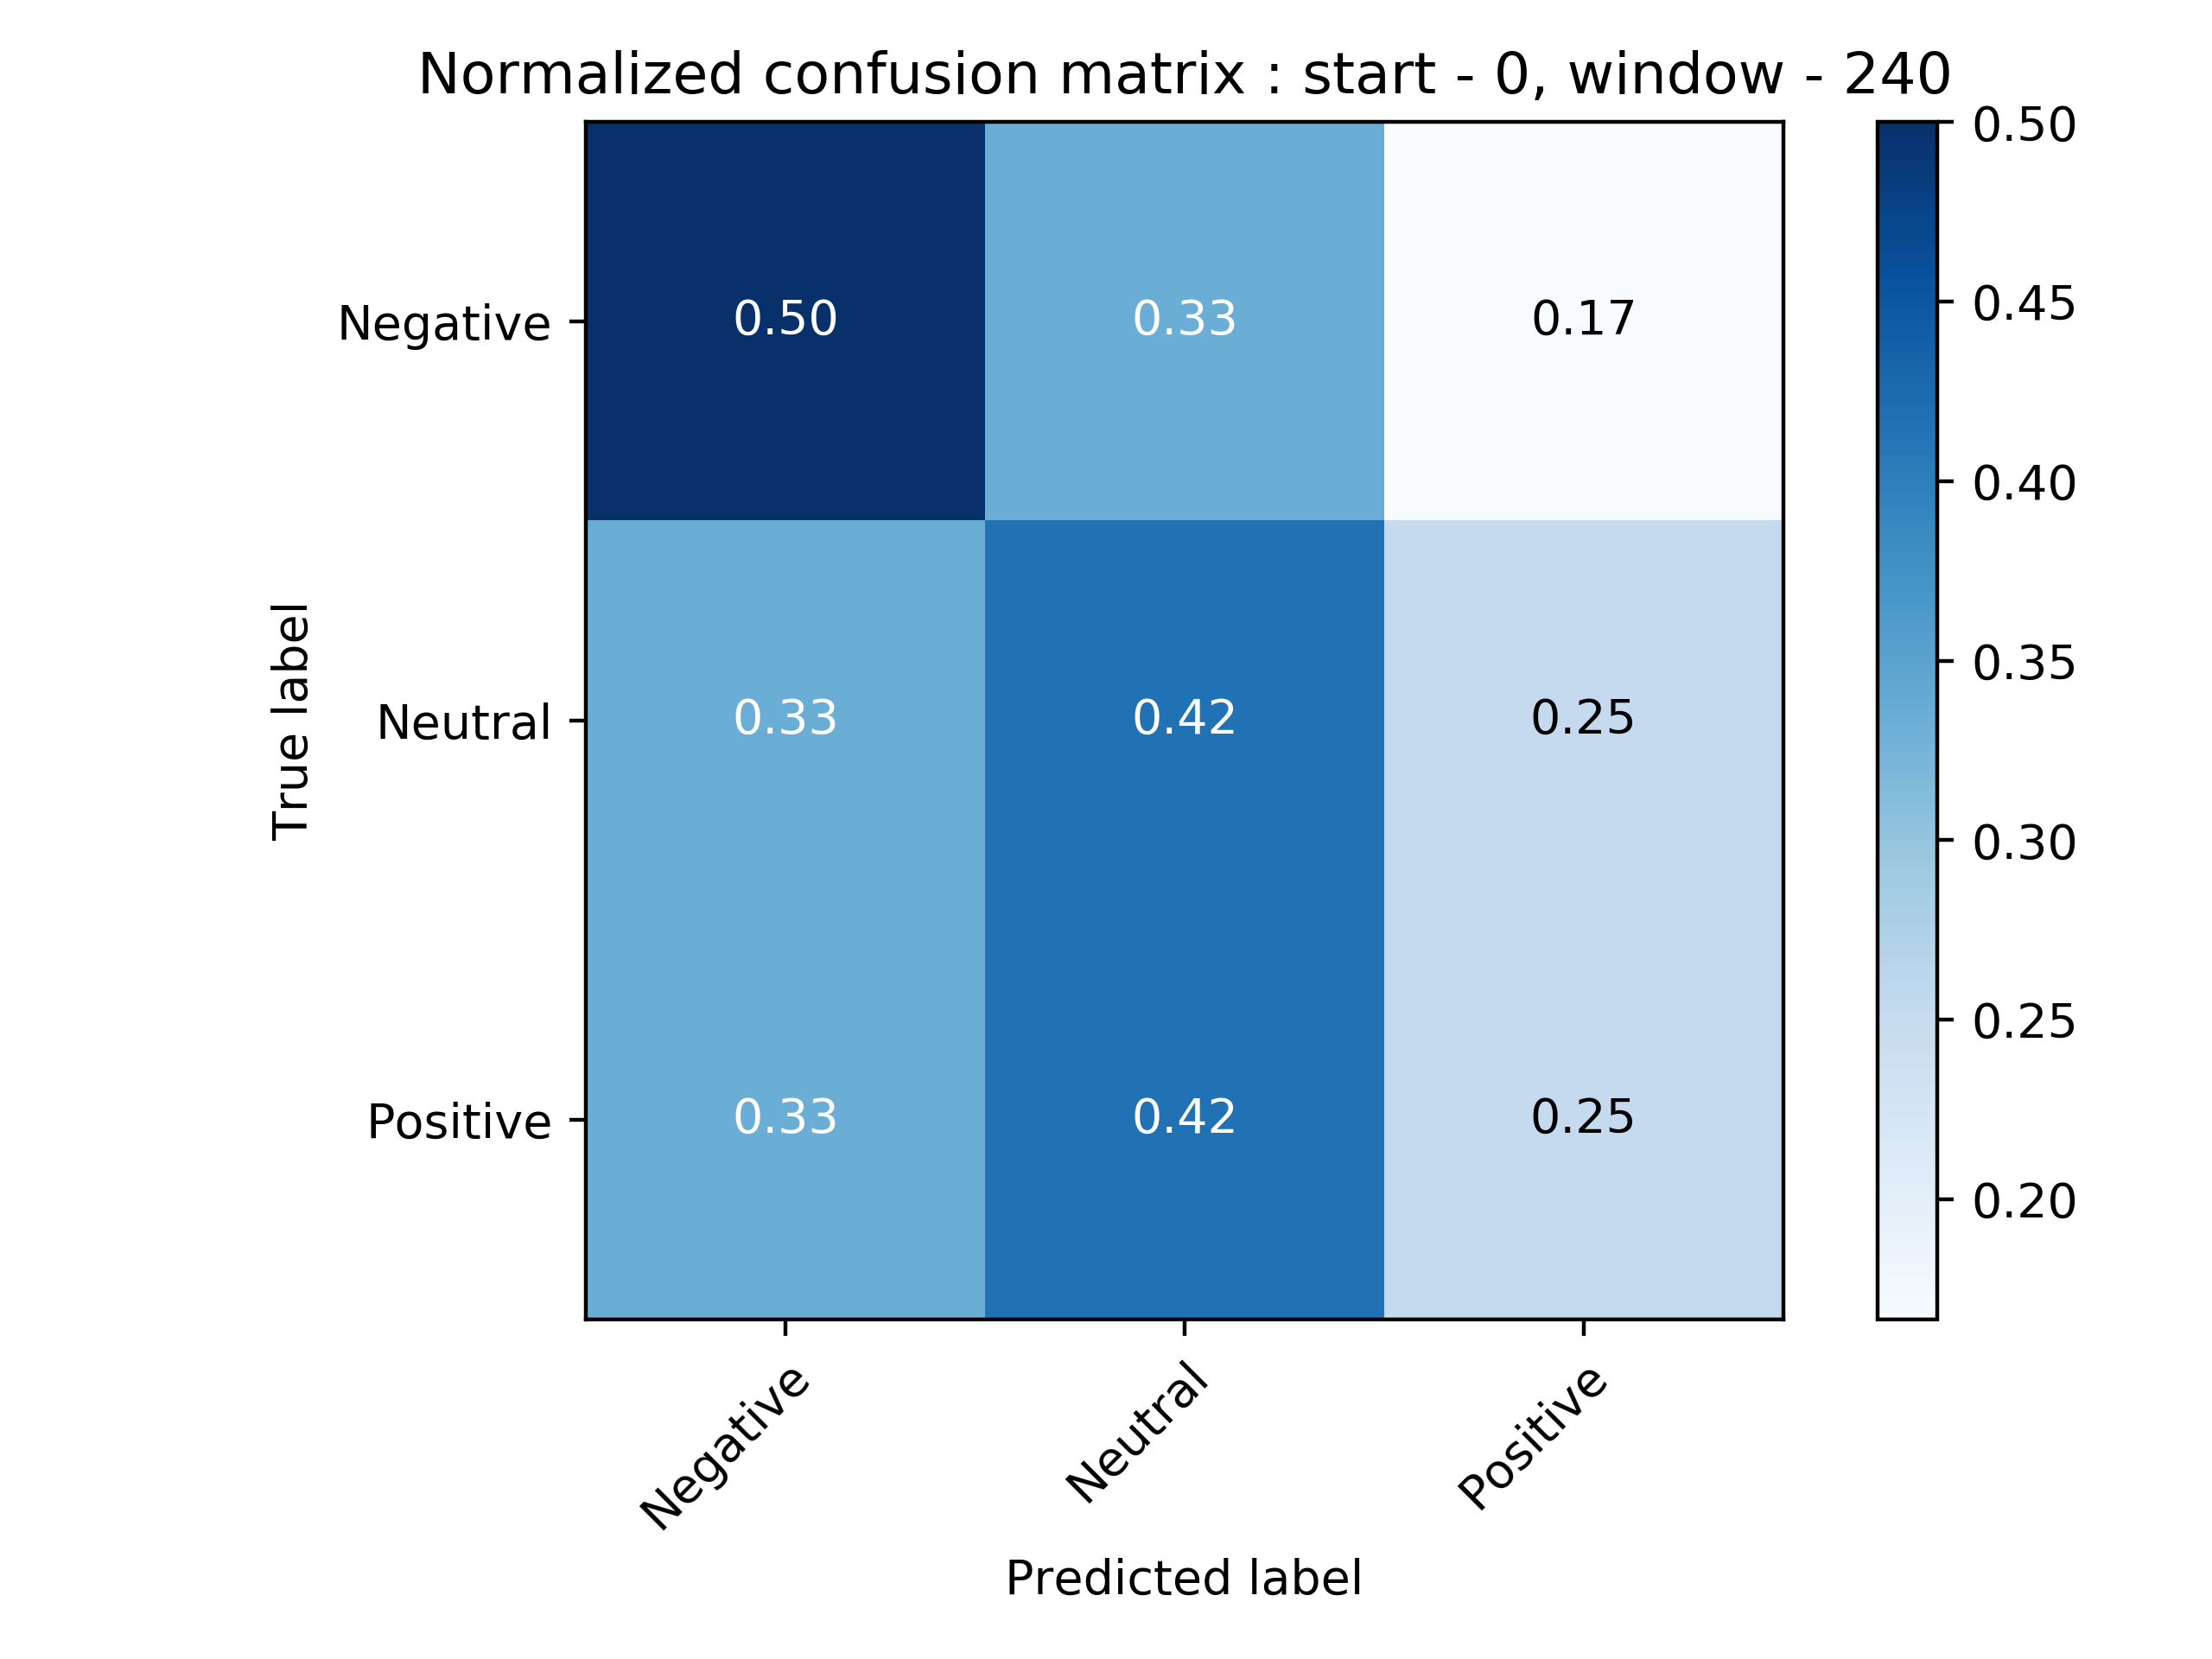 Normalized confusion matrix : start - 0, window - 240
0.50
Negative 0.50 0.33 0.17
0.45
0.40
True label
Neutral 0.33 0.42 0.25
0.35
0.30
0.25
Positive 0.33 0.42 0.25
0.20
Negative Neutral Positive
Predicted label